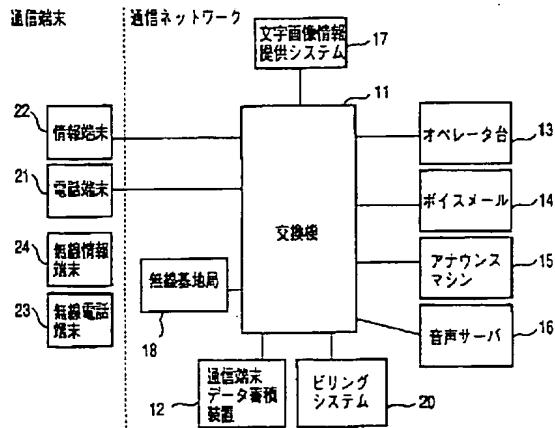 通信端末
通信ネットワーク
文字画像情報
提供システム
17
11
22
情報端末
オペレータ台
13
21
電話端末
ボイスメール
14
交換機
24
無線情報
端末
無線基地局
18
アナウンス
マシン
15
23
無線電話
端末
音声サーバ
16
通信端末
データ蓄積
装置
12
ビリング
システム
20